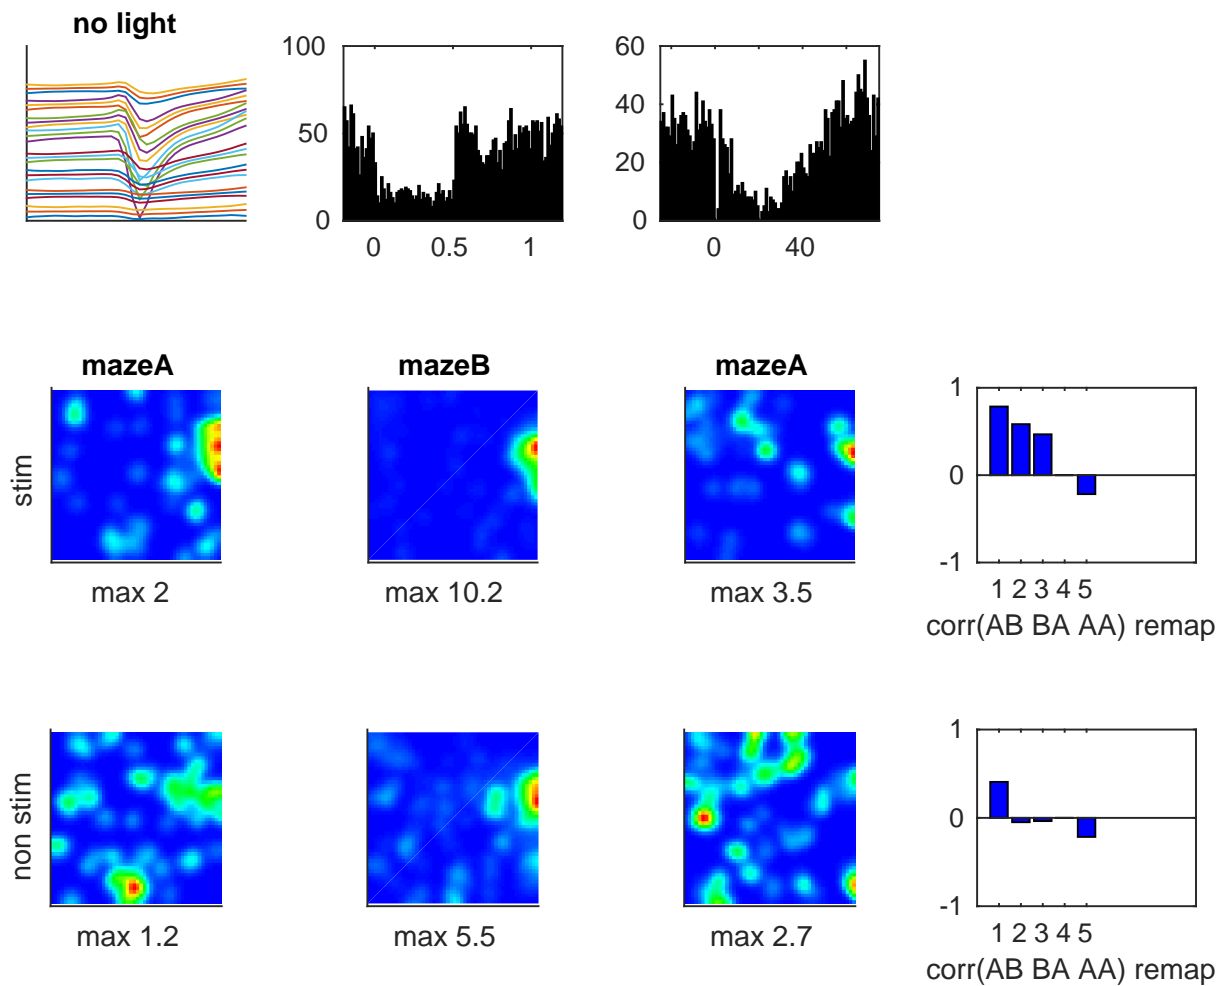 no light
100
50
0
0
0.5
1
60
40
20
0
0
40
mazeA
mazeB
mazeA
stim
max 2
max 10.2
max 3.5
1
0
-1
1 2 3 4 5
corr(AB BA AA) remap
non stim
max 1.2
max 5.5
max 2.7
1
0
-1
1 2 3 4 5
corr(AB BA AA) remap